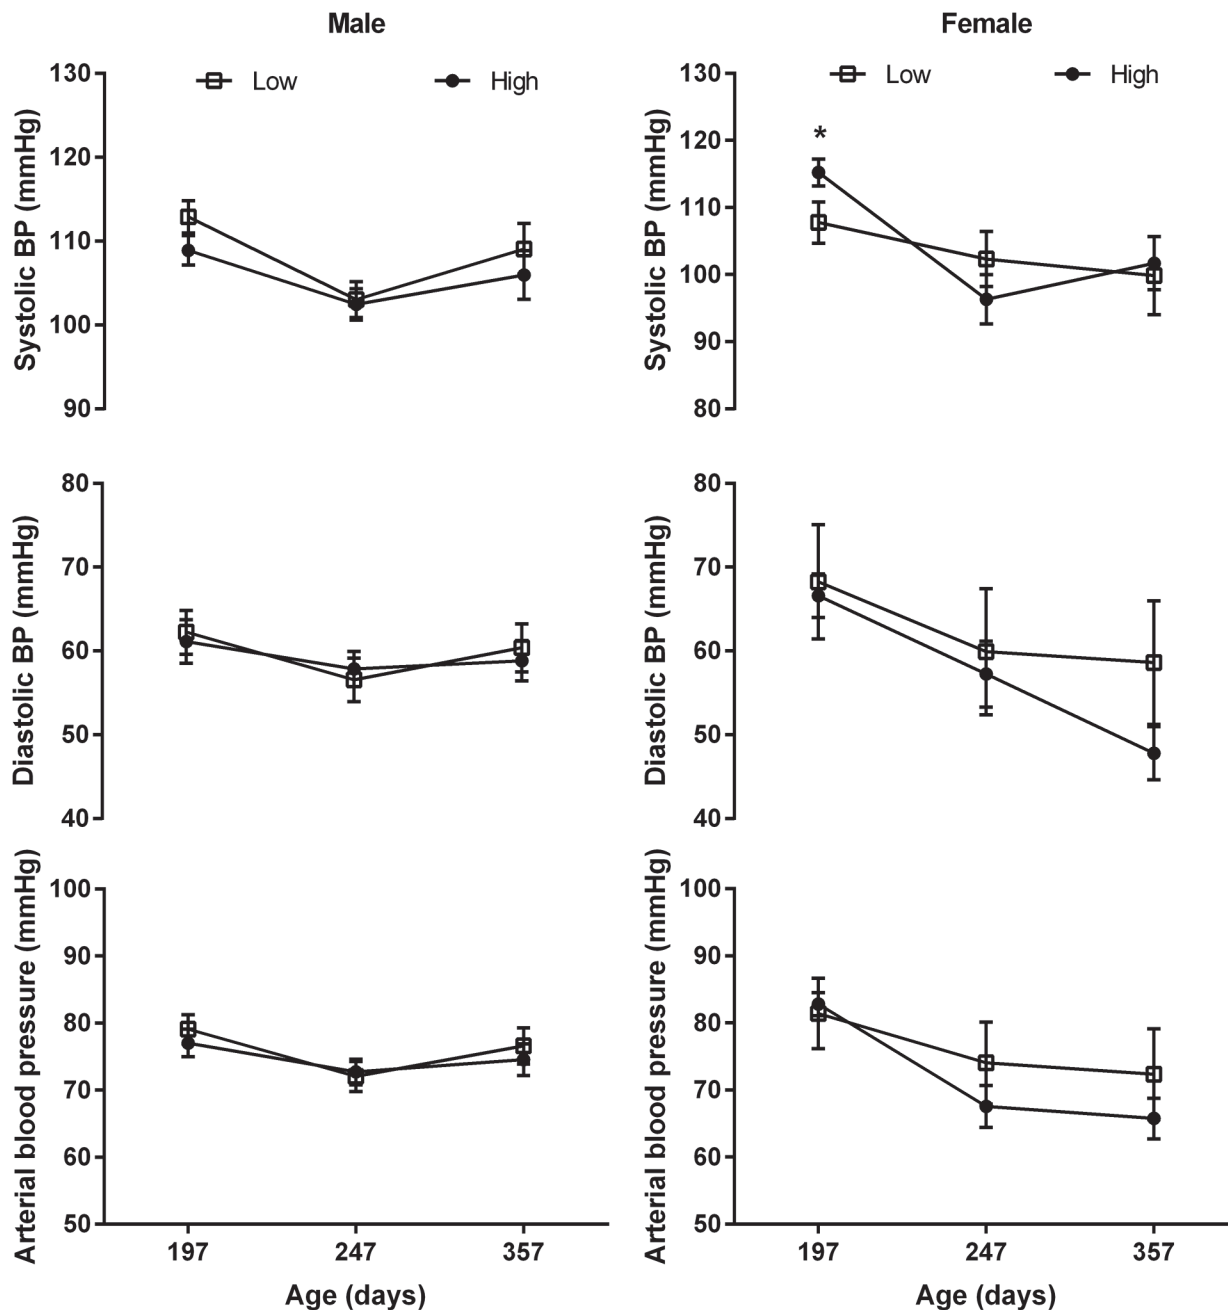 Male
Female
Low
High
Low
High
Systolic BP (mmHg)
130
120
110
100
90
Systolic BP (mmHg)
130
120
110
100
90
80
*
Diastolic BP (mmHg)
80
70
60
50
40
Diastolic BP (mmHg)
80
70
60
50
40
Arterial blood pressure (mmHg)
100
90
80
70
60
50
197
247
357
Age (days)
Arterial blood pressure (mmHg)
100
90
80
70
60
50
197
247
357
Age (days)